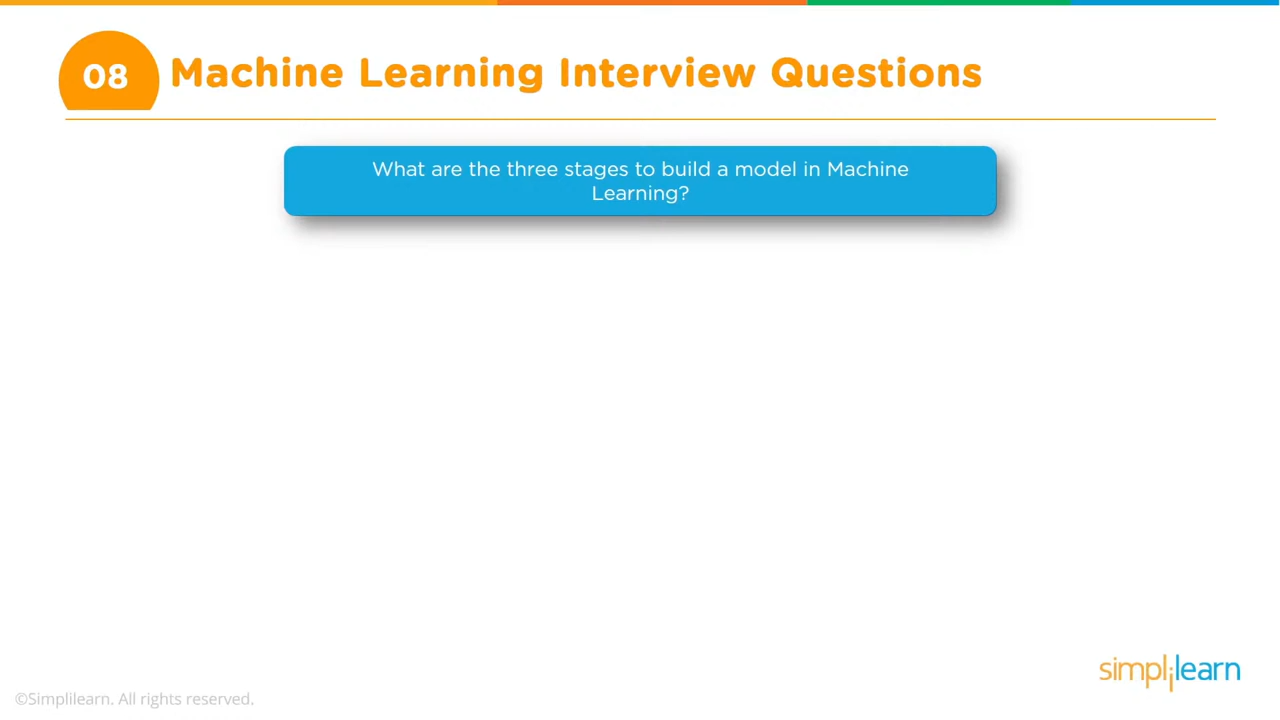 08
Machine Learning Interview Questions
What are the three stages to build a model in Machine
Learning?
simplilearn
©Simplilearn. All rights reserved.